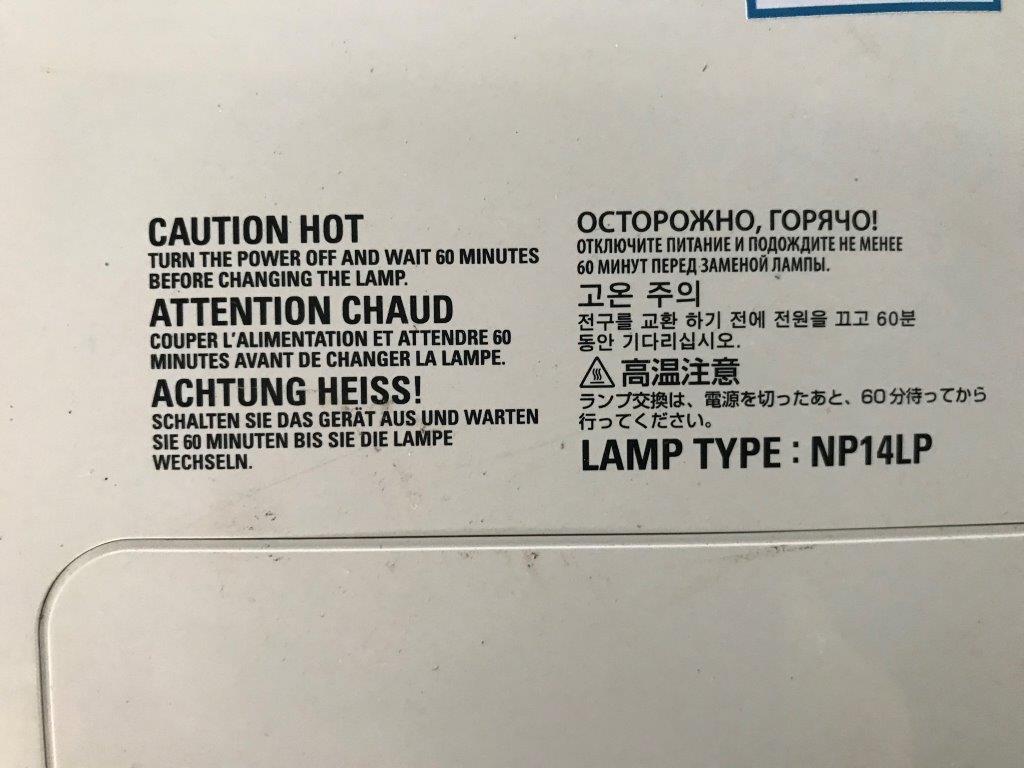 CAUTION HOT
TURN THE POWER OFF AND WAIT 60 MINUTES
BEFORE CHANGING THE LAMP.
ATTENTION CHAUD
COUPER L'ALIMENTATION ET ATTENDRE 60
MINUTES AVANT DE CHANGER LA LAMPE.
ACHTUNG HEISS!
SCHALTEN SIE DAS GERÄT AUS UND WARTEN
SIE 60 MINUTEN BIS SIE DIE LAMPE
WECHSELN.
ОСТОРОЖНО, ГОРЯЧО!
ОТКЛЮЧИТЕ ПИТАНИЕ И ПОДОЖДИТЕ НЕ МЕНЕЕ
60 МИНУТ ПЕРЕД ЗАМЕНОЙ ЛАМПЫ.
고온 주의
전구를 교환 하기 전에 전원을 끄고 60분
동안 기다리십시오.
高温注意
ランプ交換は、電源を切ったあと、60分待ってから
行ってください。
LAMP TYPE : NP14LP